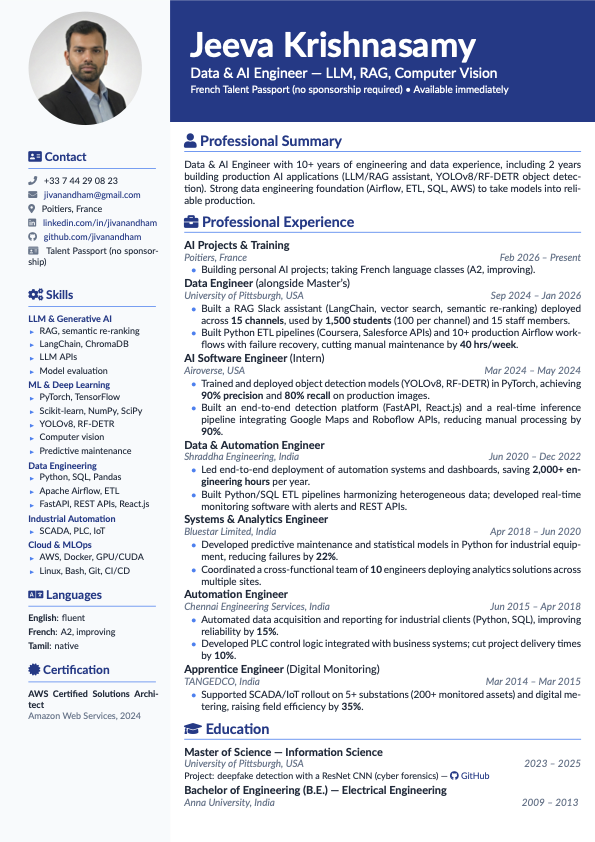 Jeeva Krishnasamy
Data & AI Engineer — LLM, RAG, Computer Vision
French Talent Passport (no sponsorship required) • Available immediately
Contact
+33 7 44 29 08 23
jivanandham@gmail.com
Poitiers, France
linkedin.com/in/jivanandham
github.com/jivanandham
Talent Passport (no sponsor-
ship)
Skills
LLM & Generative AI
RAG, semantic re-ranking
LangChain, ChromaDB
LLM APIs
Model evaluation
ML & Deep Learning
PyTorch, TensorFlow
Scikit-learn, NumPy, SciPy
YOLOv8, RF-DETR
Computer vision
Predictive maintenance
Data Engineering
Python, SQL, Pandas
Apache Airflow, ETL
FastAPI, REST APIs, React.js
Industrial Automation
SCADA, PLC, IoT
Cloud & MLOps
AWS, Docker, GPU/CUDA
Linux, Bash, Git, CI/CD
Languages
English: fluent
French: A2, improving
Tamil: native
Certification
AWS Certified Solutions Archi-
tect
Amazon Web Services, 2024
Professional Summary
Data & AI Engineer with 10+ years of engineering and data experience, including 2 years
building production AI applications (LLM/RAG assistant, YOLOv8/RF-DETR object detec-
tion). Strong data engineering foundation (Airflow, ETL, SQL, AWS) to take models into reli-
able production.
Professional Experience
AI Projects & Training
Poitiers, France Feb 2026 – Present
• Building personal AI projects; taking French language classes (A2, improving).
Data Engineer (alongside Master's)
University of Pittsburgh, USA Sep 2024 – Jan 2026
• Built a RAG Slack assistant (LangChain, vector search, semantic re-ranking) deployed
across 15 channels, used by 1,500 students (100 per channel) and 15 staff members.
• Built Python ETL pipelines (Coursera, Salesforce APIs) and 10+ production Airflow work-
flows with failure recovery, cutting manual maintenance by 40 hrs/week.
AI Software Engineer (Intern)
Airoverse, USA Mar 2024 – May 2024
• Trained and deployed object detection models (YOLOv8, RF-DETR) in PyTorch, achieving
90% precision and 80% recall on production images.
• Built an end-to-end detection platform (FastAPI, React.js) and a real-time inference
pipeline integrating Google Maps and Roboflow APIs, reducing manual processing by
90%.
Data & Automation Engineer
Shraddha Engineering, India Jun 2020 – Dec 2022
• Led end-to-end deployment of automation systems and dashboards, saving 2,000+ en-
gineering hours per year.
• Built Python/SQL ETL pipelines harmonizing heterogeneous data; developed real-time
monitoring software with alerts and REST APIs.
Systems & Analytics Engineer
Bluestar Limited, India Apr 2018 – Jun 2020
• Developed predictive maintenance and statistical models in Python for industrial equip-
ment, reducing failures by 22%.
• Coordinated a cross-functional team of 10 engineers deploying analytics solutions across
multiple sites.
Automation Engineer
Chennai Engineering Services, India Jun 2015 – Apr 2018
• Automated data acquisition and reporting for industrial clients (Python, SQL), improving
reliability by 15%.
• Developed PLC control logic integrated with business systems; cut project delivery times
by 10%.
Apprentice Engineer (Digital Monitoring)
TANGEDCO, India Mar 2014 – Mar 2015
• Supported SCADA/IoT rollout on 5+ substations (200+ monitored assets) and digital me-
tering, raising field efficiency by 35%.
Education
Master of Science — Information Science
University of Pittsburgh, USA 2023 – 2025
Project: deepfake detection with a ResNet CNN (cyber forensics) — GitHub
Bachelor of Engineering (B.E.) — Electrical Engineering
Anna University, India 2009 – 2013